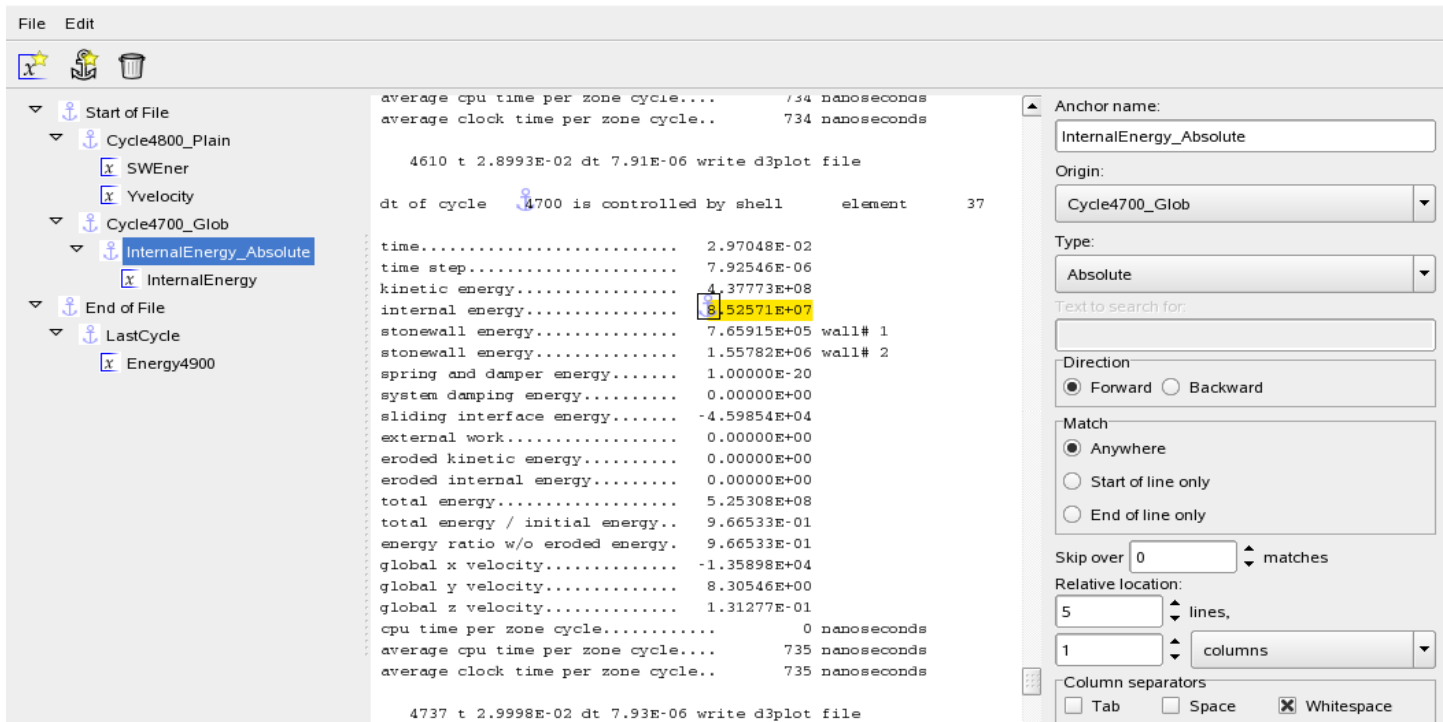 File Edit
Start of File
Cycle4800_Plain
x SWEner
x Yvelocity
Cycle4700_Glob
InternalEnergy_Absolute
x InternalEnergy
End of File
LastCycle
x Energy4900
average cpu time per zone cycle.... 734 nanoseconds
average clock time per zone cycle.. 734 nanoseconds
4610 t 2.8993E-02 dt 7.91E-06 write d3plot file
dt of cycle 4700 is controlled by shell element 37
time........................... 2.97048E-02
time step...................... 7.92546E-06
kinetic energy................. 4.37773E+08
internal energy................ 8.52571E+07
stonewall energy............... 7.65915E+05 wall# 1
stonewall energy............... 1.55782E+06 wall# 2
spring and damper energy....... 1.00000E-20
system damping energy.......... 0.00000E+00
sliding interface energy....... -4.59854E+04
external work.................. 0.00000E+00
eroded kinetic energy.......... 0.00000E+00
eroded internal energy......... 0.00000E+00
total energy................... 5.25308E+08
total energy / initial energy.. 9.66533E-01
energy ratio w/o eroded energy. 9.66533E-01
global x velocity.............. -1.35898E+04
global y velocity.............. 8.30546E+00
global z velocity.............. 1.31277E-01
cpu time per zone cycle............ 0 nanoseconds
average cpu time per zone cycle.... 735 nanoseconds
average clock time per zone cycle.. 735 nanoseconds
4737 t 2.9998E-02 dt 7.93E-06 write d3plot file
Anchor name:
InternalEnergy_Absolute
Origin:
Cycle4700_Glob
Type:
Absolute
Text to search for:
Direction
Forward Backward
Match
Anywhere
Start of line only
End of line only
Skip over 0 matches
Relative location:
5 lines,
1 columns
Column separators
Tab Space Whitespace